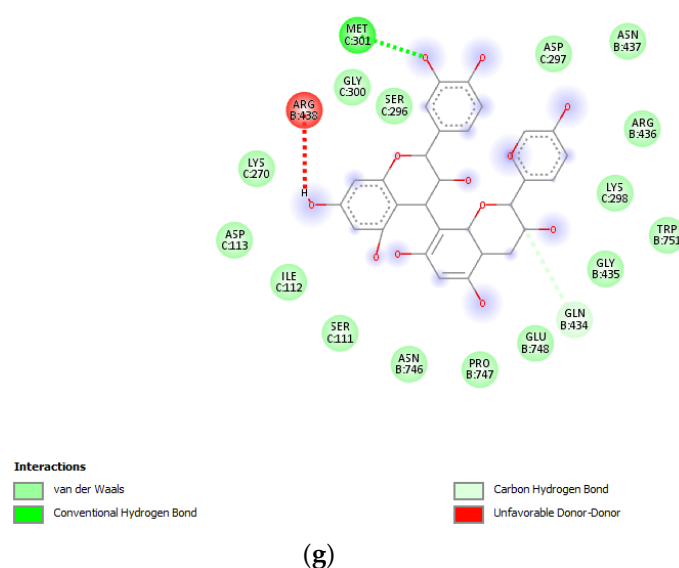 MET
C:301
ASP
C:297
ASN
B:437
GLY
C:300
SER
C:296
ARG
B:438
ARG
B:436
LYS
C:270
LYS
C:298
TRP
B:751
ASP
C:113
GLY
B:435
ILE
C:112
GLN
B:434
SER
C:111
GLU
B:748
ASN
B:746
PRO
B:747
O
O
O
O
O
O
H
O
O
O
O
O
O
O
Interactions
van der Waals
Conventional Hydrogen Bond
Carbon Hydrogen Bond
Unfavorable Donor-Donor
(g)